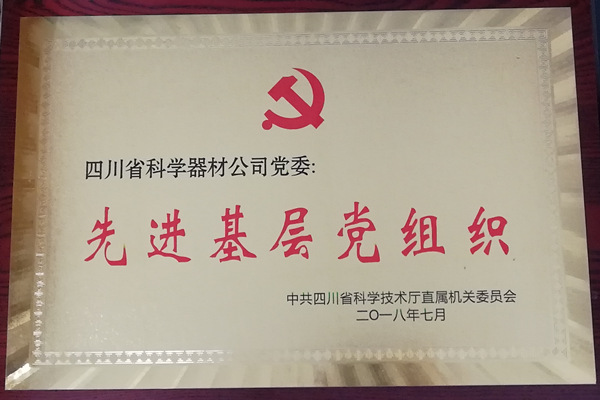 四川省科学器材公司党委:
先进基层党组织
中共四川省科学技术厅直属机关委员会
二〇一八年七月